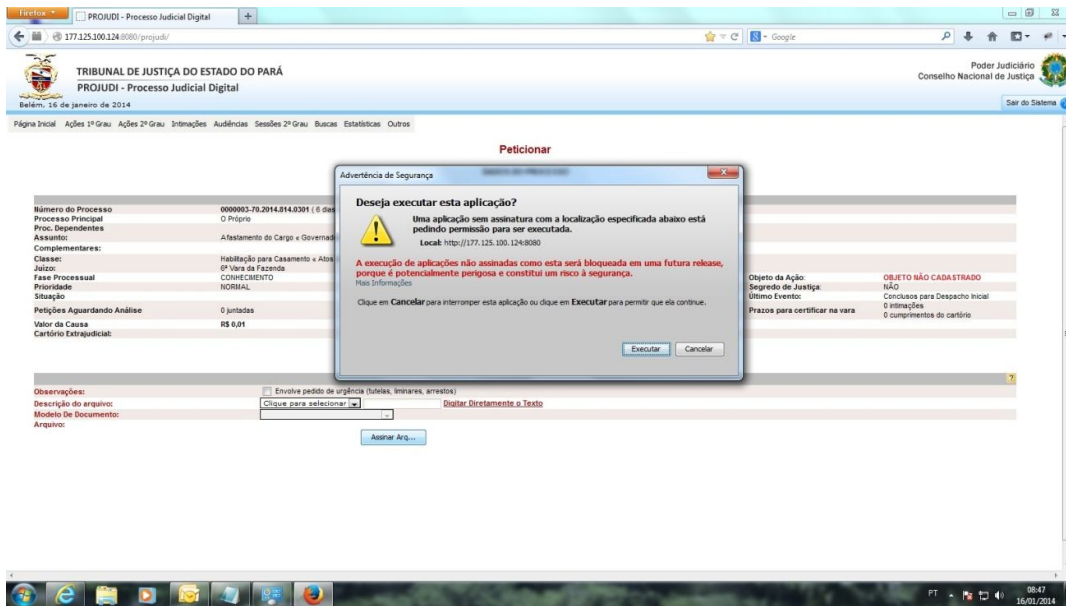 Firefox
PROJUDI - Processo Judicial Digital
177.125.100.124:8080/projudi/
Google
TRIBUNAL DE JUSTIÇA DO ESTADO DO PARÁ
PROJUDI - Processo Judicial Digital
Poder Judiciário
Conselho Nacional de Justiça
Belém, 16 de janeiro de 2014
Sair do Sistema
Página Inicial Ações 1º Grau Ações 2º Grau Intimações Audiências Sessões 2º Grau Buscas Estatísticas Outros
Peticionar
Advertência de Segurança
Deseja executar esta aplicação?
Uma aplicação sem assinatura com a localização especificada abaixo está
pedindo permissão para ser executada.
Local: http://177.125.100.124:8080
A execução de aplicações não assinadas como esta será bloqueada em uma futura release,
porque é potencialmente perigosa e constitui um risco à segurança.
Mais Informações
Clique em Cancelar para interromper esta aplicação ou clique em Executar para permitir que ela continue.
Executar Cancelar
Número do Processo 0000003-70.2014.814.0301 ( 6 dias
Processo Principal O Próprio
Proc. Dependentes
Assunto: Afastamento do Cargo « Governad
Complementares:
Classe: Habilitação para Casamento « Atos
Juízo: 6ª Vara da Fazenda
Fase Processual CONHECIMENTO Objeto da Ação: OBJETO NÃO CADASTRADO
Prioridade NORMAL Segredo de Justiça: NÃO
Situação Último Evento: Conclusos para Despacho Inicial
Petições Aguardando Análise 0 juntadas Prazos para certificar na vara 0 intimações
0 cumprimentos do cartório
Valor da Causa R$ 0,01
Cartório Extrajudicial:
?
Observações: Envolve pedido de urgência (tutelas, liminares, arrestos)
Descrição do arquivo: Clique para selecionar Digitar Diretamente o Texto
Modelo De Documento:
Arquivo:
Assinar Arq...
PT 08:47
16/01/2014